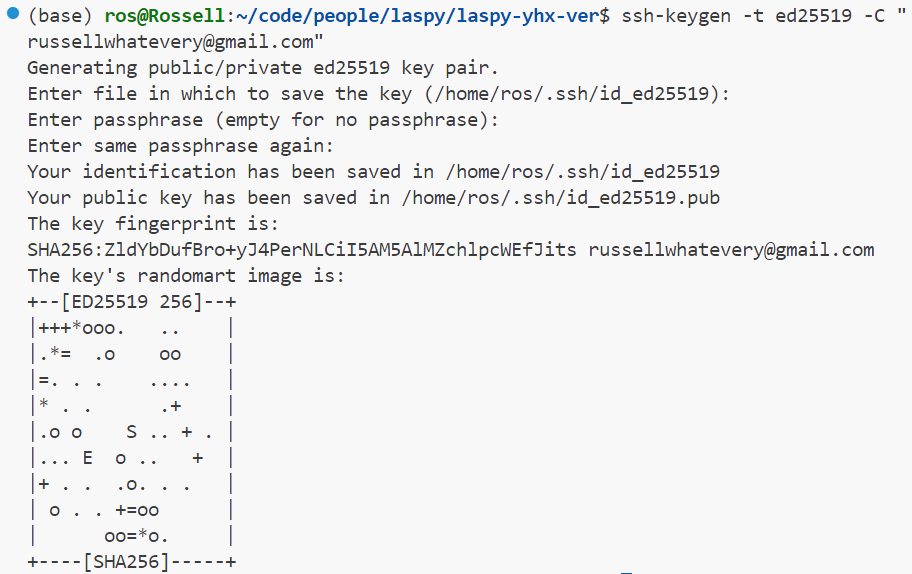 (base) ros@Rossell:~/code/people/laspy/laspy-yhx-ver$ ssh-keygen -t ed25519 -C "
russellwhatevery@gmail.com"
Generating public/private ed25519 key pair.
Enter file in which to save the key (/home/ros/.ssh/id_ed25519):
Enter passphrase (empty for no passphrase):
Enter same passphrase again:
Your identification has been saved in /home/ros/.ssh/id_ed25519
Your public key has been saved in /home/ros/.ssh/id_ed25519.pub
The key fingerprint is:
SHA256:ZldYbDufBro+yJ4PerNLCiI5AM5AlMZchlpcWEfJits russellwhatevery@gmail.com
The key's randomart image is:
+--[ED25519 256]--+
|+++*ooo.   ..    |
|.*=  .o    oo    |
|=. . .    ....   |
|* . .      .+    |
|.o o    S .. + . |
|... E  o ..   +  |
|+ . .  .o. . .   |
| o . . +=oo      |
|      oo=*o.     |
+----[SHA256]-----+